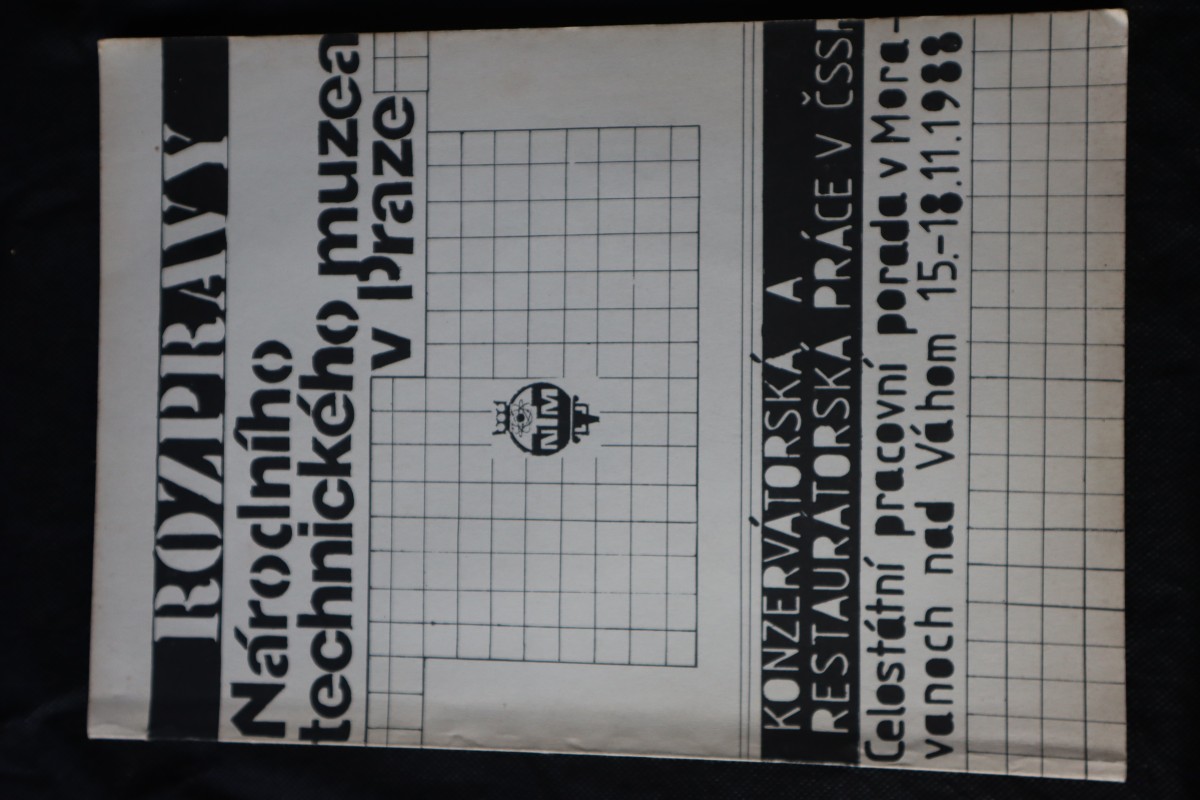 ROZPRAVY
Národního
technického muzea
v Praze
NTM
KONZERVÁTORSKÁ A
RESTAURÁTORSKÁ PRÁCE V ČSSR
Celostátní pracovní porada v Mora-
vanoch nad Váhom 15.-18.11.1988